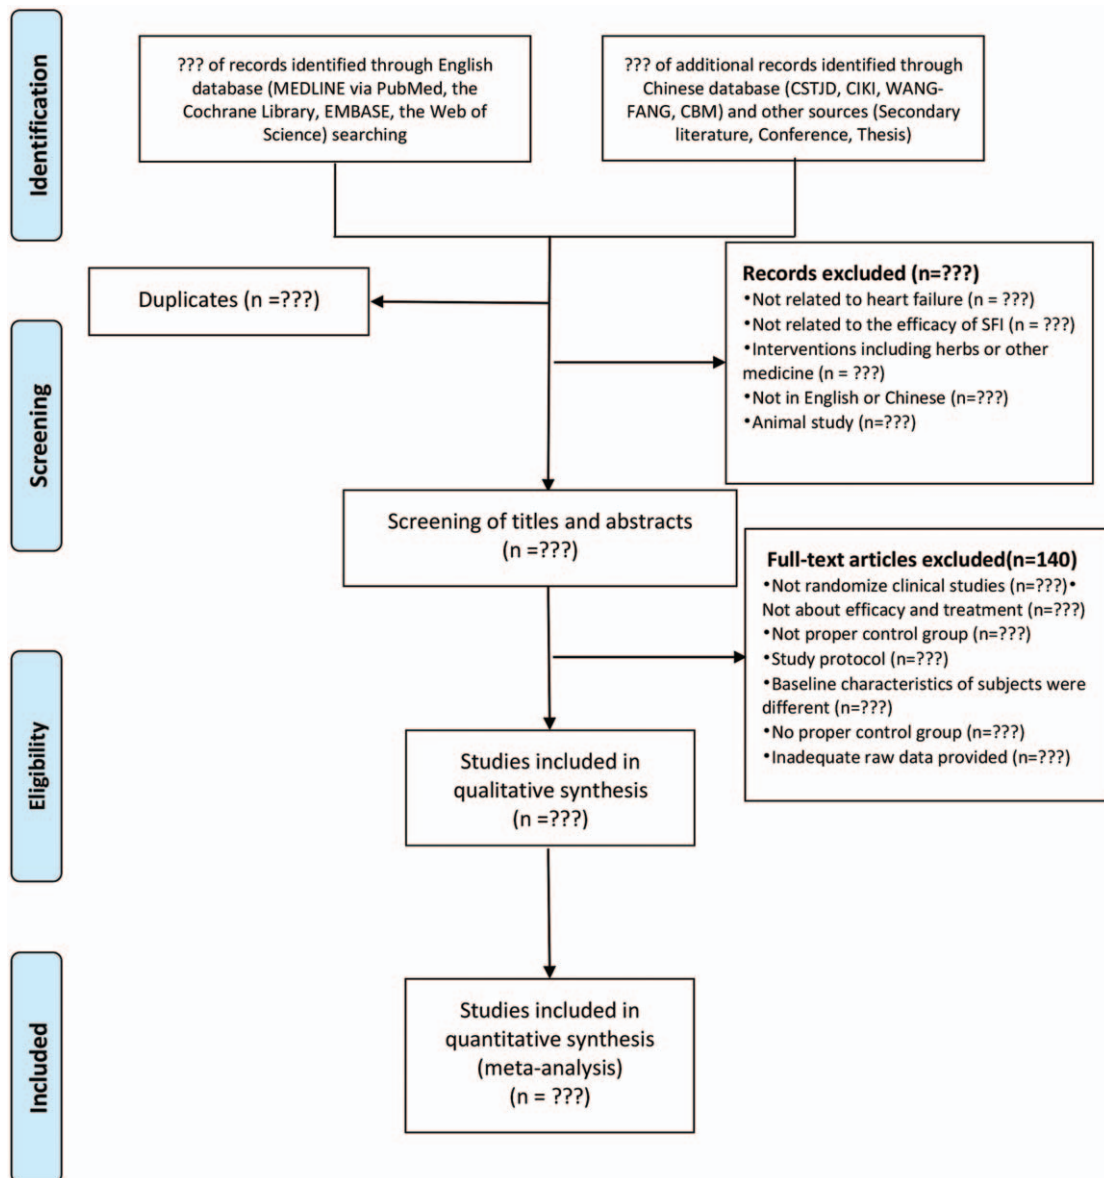 Identification
??? of records identified through English
database (MEDLINE via PubMed, the
Cochrane Library, EMBASE, the Web of
Science) searching
??? of additional records identified through
Chinese database (CSTJD, CIKI, WANG-
FANG, CBM) and other sources (Secondary
literature, Conference, Thesis)
Duplicates (n =???)
Records excluded (n=???)
•Not related to heart failure (n = ???)
•Not related to the efficacy of SFI (n = ???)
•Interventions including herbs or other
medicine (n = ???)
•Not in English or Chinese (n=???)
•Animal study (n=???)
Screening
Screening of titles and abstracts
(n =???)
Full-text articles excluded(n=140)
•Not randomize clinical studies (n=???)•
Not about efficacy and treatment (n=???)
•Not proper control group (n=???)
•Study protocol (n=???)
•Baseline characteristics of subjects were
different (n=???)
•No proper control group (n=???)
•Inadequate raw data provided (n=???)
Eligibility
Studies included in
qualitative synthesis
(n =???)
Included
Studies included in
quantitative synthesis
(meta-analysis)
(n = ???)